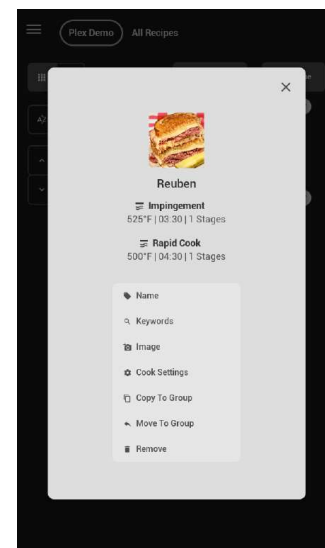 Plex Demo
All Recipes
Reuben
Impingement
525°F | 03:30 | 1 Stages
Rapid Cook
500°F | 04:30 | 1 Stages
Name
Keywords
Image
Cook Settings
Copy To Group
Move To Group
Remove